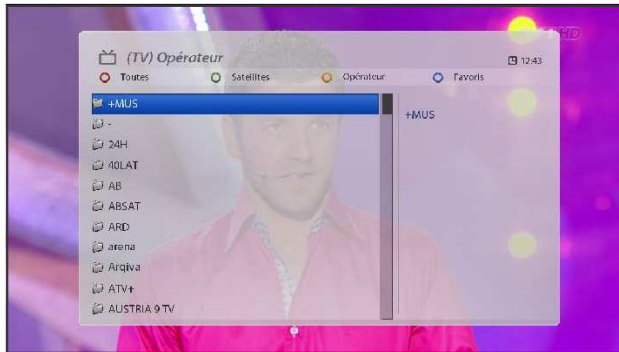 HD
(TV) Opérateur
12:43
Toutes
Satellites
Opérateur
Favoris
+MUS
+MUS
-
24H
40LAT
AB
ABSAT
ARD
arena
Arqiva
ATV+
AUSTRIA 9 TV